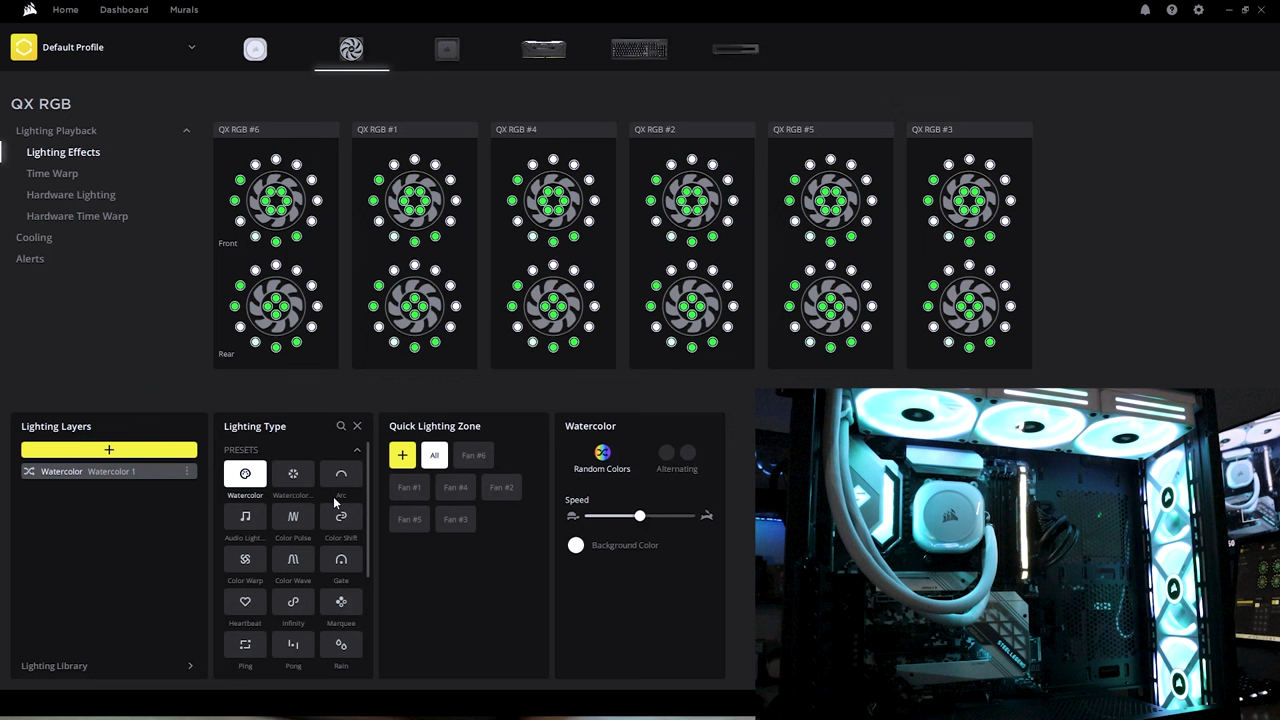 Home Dashboard Murals
Default Profile
QX RGB
Lighting Playback
Lighting Effects
Time Warp
Hardware Lighting
Hardware Time Warp
Cooling
Alerts
QX RGB #6 QX RGB #1 QX RGB #4 QX RGB #2 QX RGB #5 QX RGB #3
Front
Rear
Lighting Layers
+
Watercolor Watercolor 1
Lighting Library
Lighting Type
PRESETS
Watercolor Watercolor... Arc
Audio Light... Color Pulse Color Shift
Color Warp Color Wave Gate
Heartbeat Infinity Marquee
Ping Pong Rain
Quick Lighting Zone
+ All Fan #6
Fan #1 Fan #4 Fan #2
Fan #5 Fan #3
Watercolor
Random Colors Alternating
Speed
Background Color
STEEL LEGEND